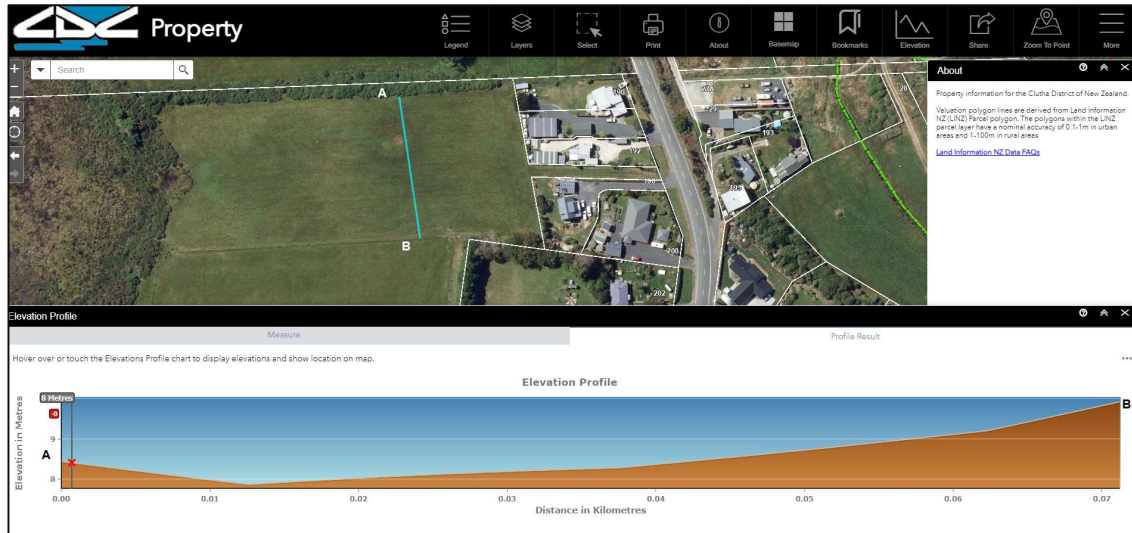 CDC Property
Legend
Layers
Select
Print
About
Basemap
Bookmarks
Elevation
Share
Zoom To Point
More
Search
A
B
190
192
190
200
202
193
195
28
About
Property information for the Clutha District of New Zealand.
Valuation polygon lines are derived from Land Information
NZ (LINZ) Parcel polygon. The polygons within the LINZ
parcel layer have a nominal accuracy of 0.1-1m in urban
areas and 1-100m in rural areas
Land Information NZ Data FAQs
Elevation Profile
Measure
Profile Result
Hover over or touch the Elevations Profile chart to display elevations and show location on map.
Elevation Profile
Elevation in Metres
8 Metres
-0
9
8
A
B
0.00
0.01
0.02
0.03
0.04
0.05
0.06
0.07
Distance in Kilometres